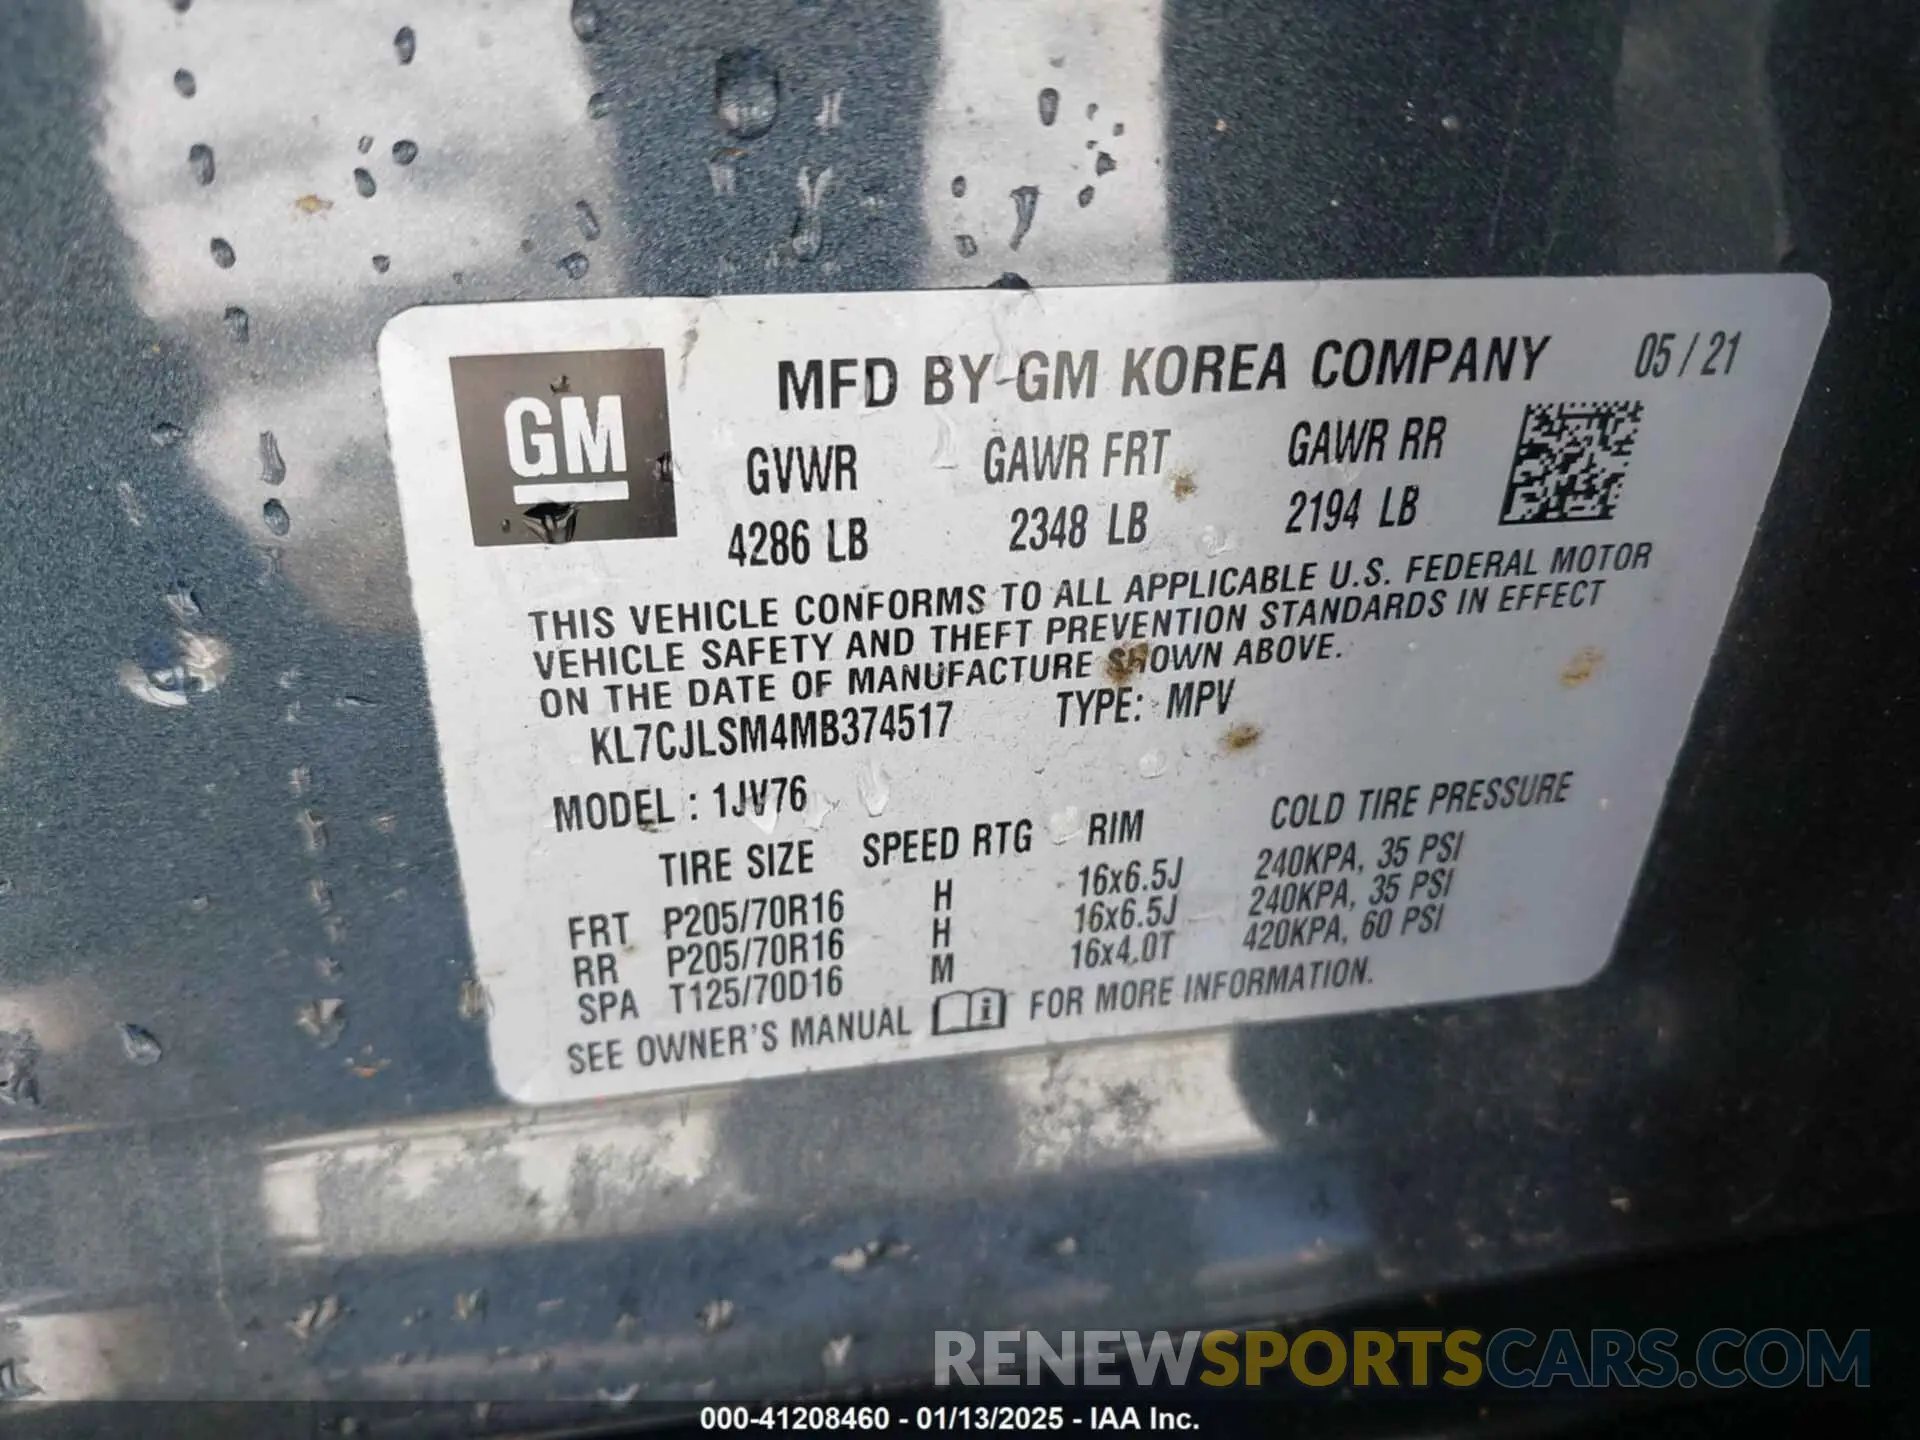 GM
MFD BY GM KOREA COMPANY 05 / 21
GVWR GAWR FRT GAWR RR
4286 LB 2348 LB 2194 LB
THIS VEHICLE CONFORMS TO ALL APPLICABLE U.S. FEDERAL MOTOR
VEHICLE SAFETY AND THEFT PREVENTION STANDARDS IN EFFECT
ON THE DATE OF MANUFACTURE SHOWN ABOVE.
KL7CJLSM4MB374517 TYPE: MPV
MODEL : 1JV76
TIRE SIZE SPEED RTG RIM COLD TIRE PRESSURE
FRT P205/70R16 H 16x6.5J 240KPA, 35 PSI
RR P205/70R16 H 16x6.5J 240KPA, 35 PSI
SPA T125/70D16 M 16x4.0T 420KPA, 60 PSI
SEE OWNER'S MANUAL FOR MORE INFORMATION.
RENEWSPORTSCARS.COM
000-41208460 - 01/13/2025 - IAA Inc.